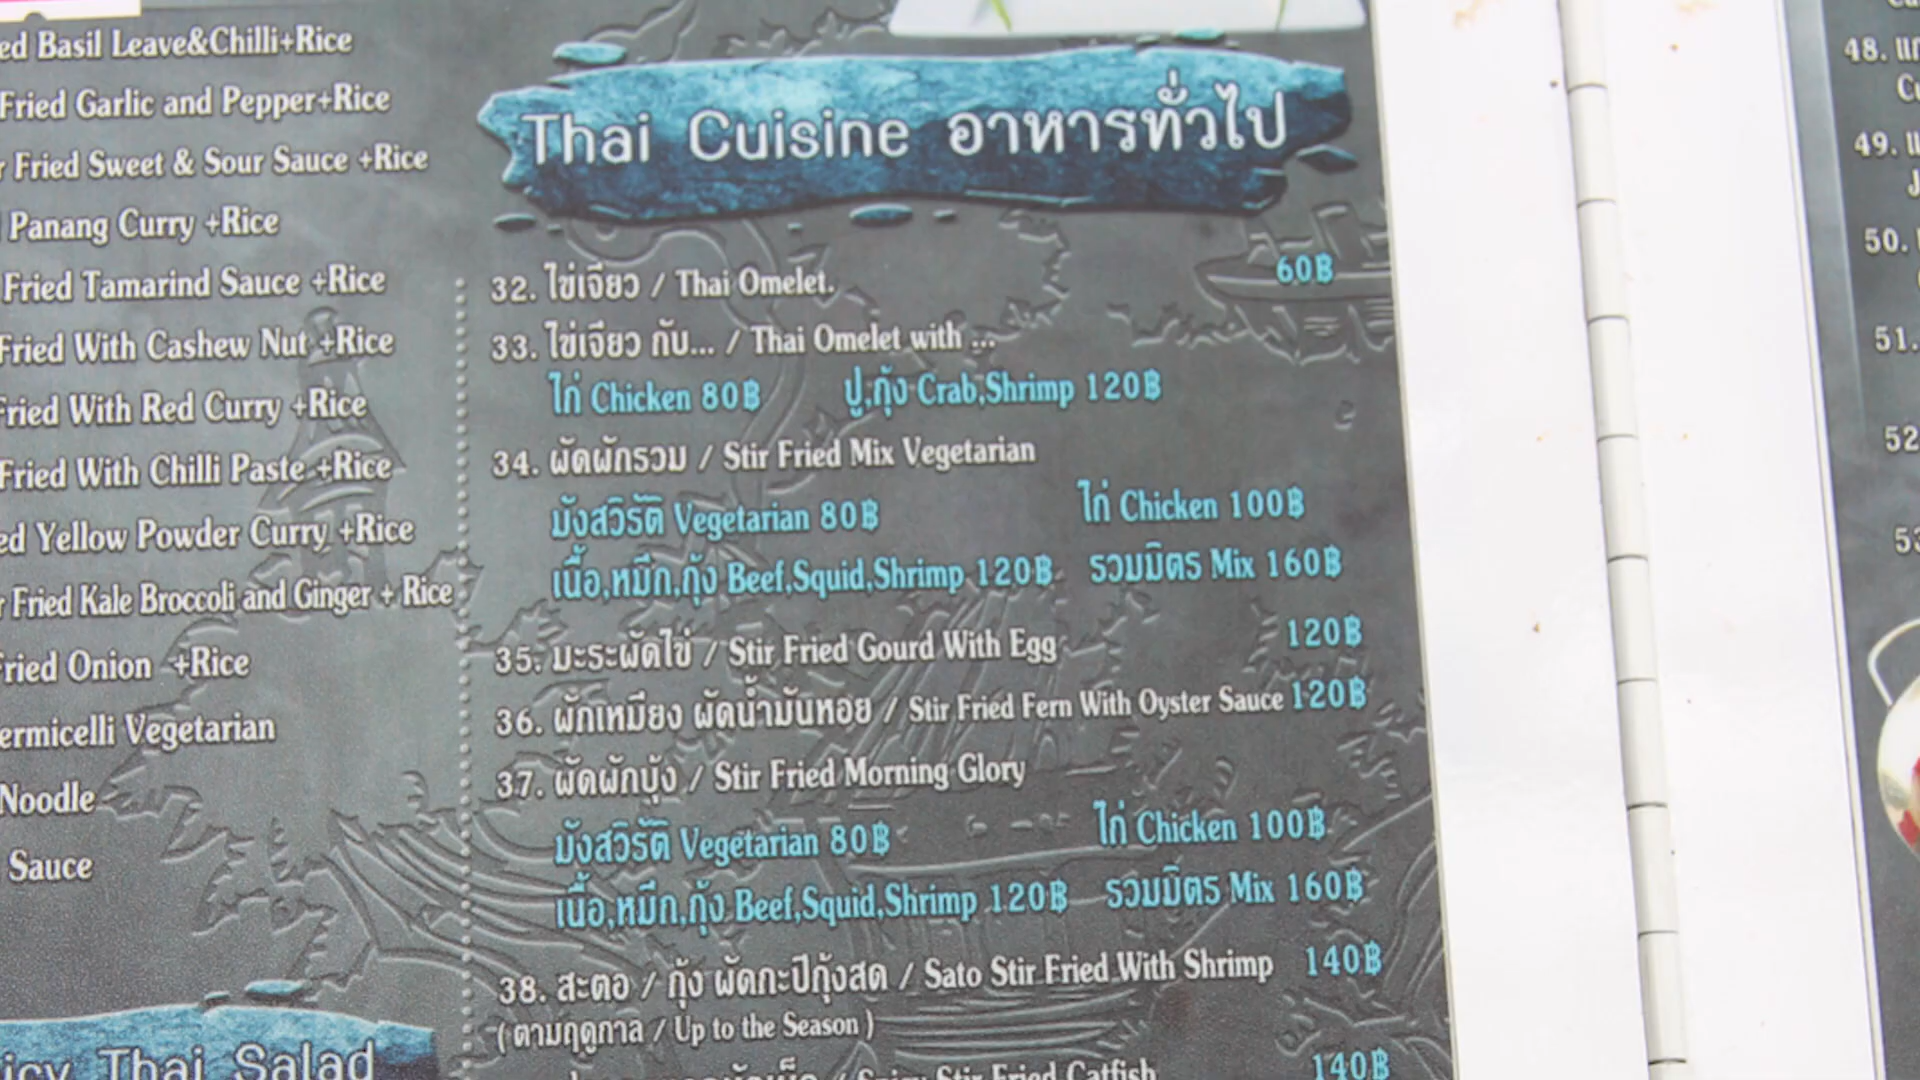 ed Basil Leave&Chilli+Rice
Fried Garlic and Pepper+Rice
r Fried Sweet & Sour Sauce +Rice
Panang Curry +Rice
Fried Tamarind Sauce +Rice
Fried With Cashew Nut +Rice
Fried With Red Curry +Rice
Fried With Chilli Paste +Rice
ed Yellow Powder Curry +Rice
r Fried Kale Broccoli and Ginger + Rice
Fried Onion +Rice
ermicelli Vegetarian
Noodle
Sauce
icy Thai Salad
Thai Cuisine อาหารทั่วไป
32. ไข่เจียว / Thai Omelet. 60฿
33. ไข่เจียว กับ... / Thai Omelet with ...
ไก่ Chicken 80฿ ปู,กุ้ง Crab,Shrimp 120฿
34. ผัดผักรวม / Stir Fried Mix Vegetarian
มังสวิรัติ Vegetarian 80฿ ไก่ Chicken 100฿
เนื้อ,หมึก,กุ้ง Beef,Squid,Shrimp 120฿ รวมมิตร Mix 160฿
35. มะระผัดไข่ / Stir Fried Gourd With Egg 120฿
36. ผักเหมียง ผัดน้ำมันหอย / Stir Fried Fern With Oyster Sauce 120฿
37. ผัดผักบุ้ง / Stir Fried Morning Glory
มังสวิรัติ Vegetarian 80฿ ไก่ Chicken 100฿
เนื้อ,หมึก,กุ้ง Beef,Squid,Shrimp 120฿ รวมมิตร Mix 160฿
38. สะตอ / กุ้ง ผัดกะปิกุ้งสด / Sato Stir Fried With Shrimp 140฿
( ตามฤดูกาล / Up to the Season )
Spicy Stir Fried Catfish 140฿
48.
49.
50.
51.
52
53